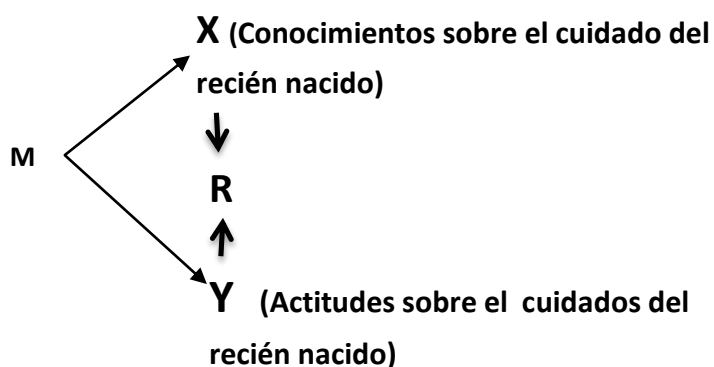 X (Conocimientos sobre el cuidado del
recién nacido)
M
R
Y (Actitudes sobre el cuidados del
recién nacido)